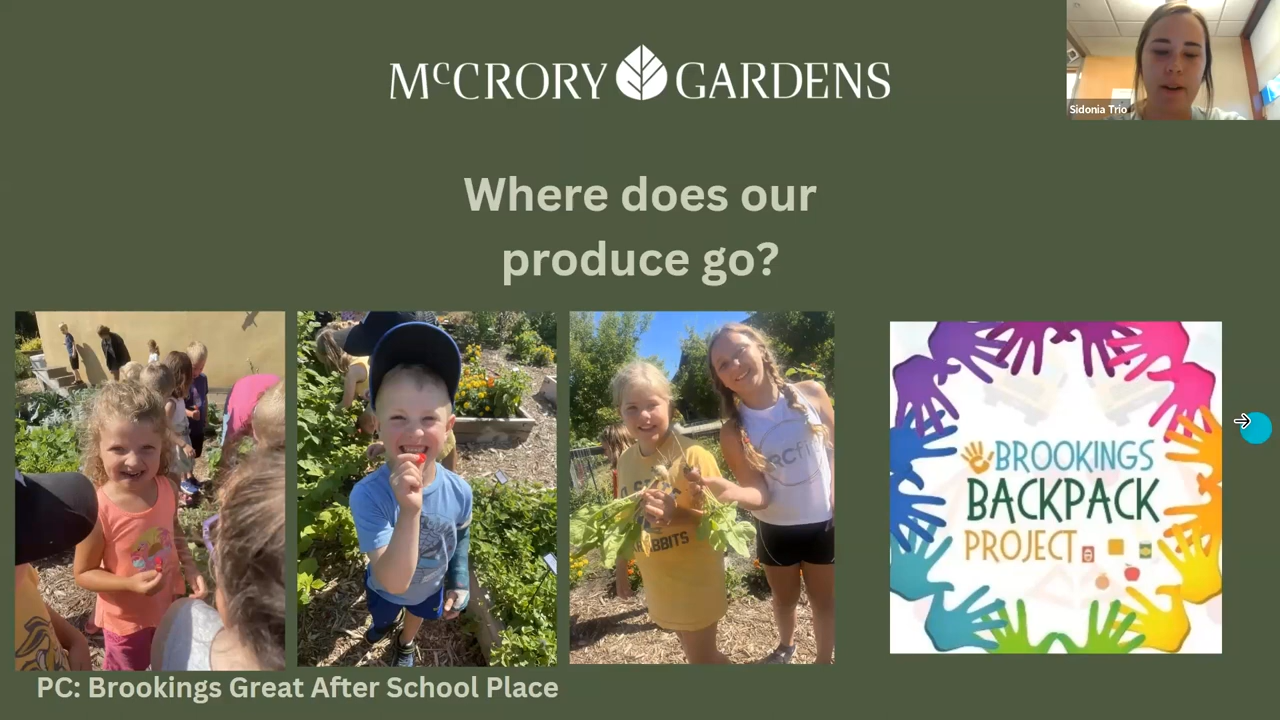 McCRORY GARDENS
Sidonia Trio
Where does our
produce go?
BROOKINGS
BACKPACK
PROJECT
PC: Brookings Great After School Place